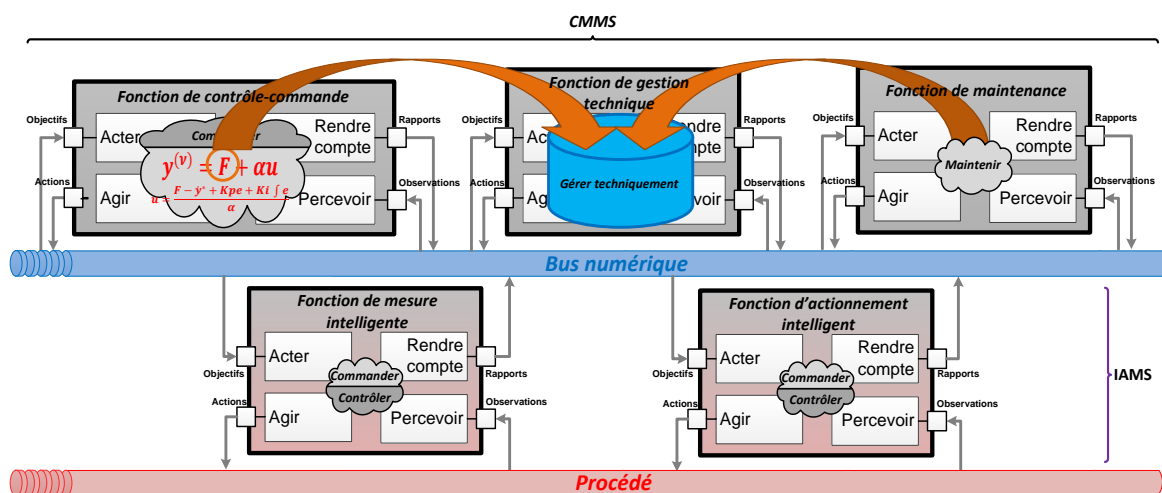 CMMS
Fonction de contrôle-commande
Objectifs
Acter
Rendre
compte
Rapports
y(ν) = F + αu
Actions
Agir
Percevoir
Observations
F − ẏ* + Kpe + Ki ∫ e
α
Fonction de gestion
technique
Objectifs
Rapports
Gérer techniquement
Actions
Observations
Fonction de maintenance
Objectifs
Acter
Rendre
compte
Rapports
Maintenir
Actions
Agir
Percevoir
Observations
Bus numérique
Fonction de mesure
intelligente
Acter
Rendre
compte
Objectifs
Rapports
Commander
Contrôler
Actions
Agir
Percevoir
Observations
Fonction d'actionnement
intelligent
Acter
Rendre
compte
Objectifs
Rapports
Commander
Contrôler
Actions
Agir
Percevoir
Observations
IAMS
Procédé